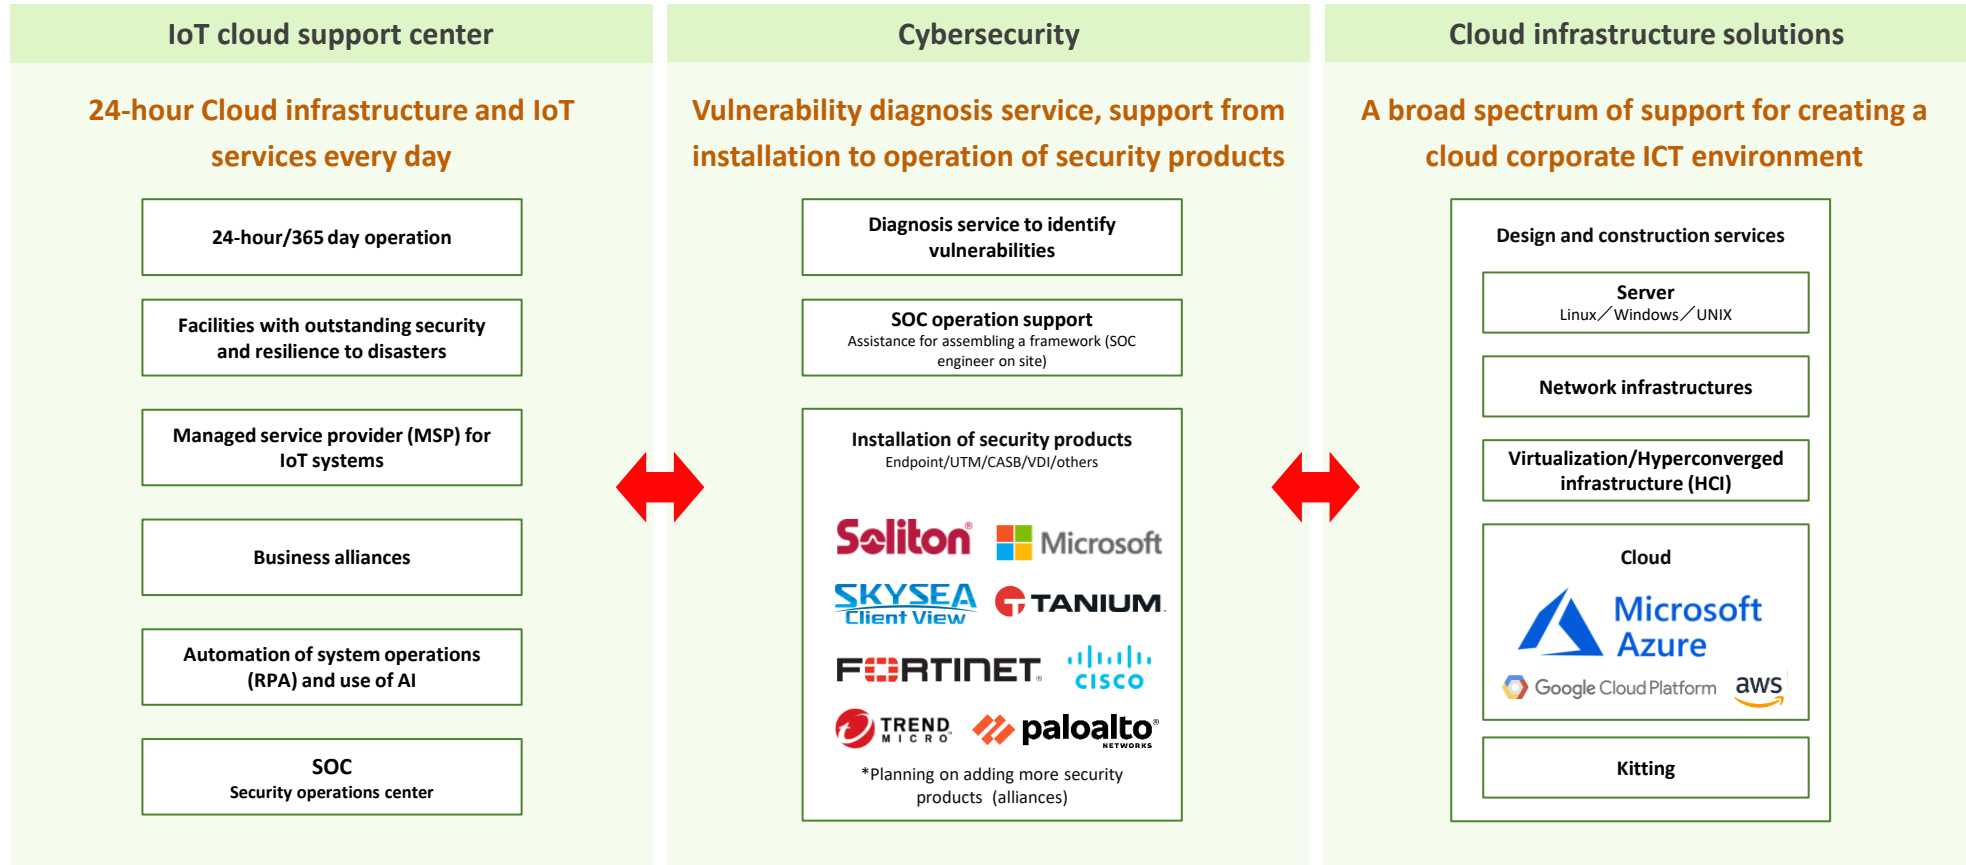 IoT cloud support center
24-hour Cloud infrastructure and IoT
services every day
24-hour/365 day operation
Facilities with outstanding security
and resilience to disasters
Managed service provider (MSP) for
IoT systems
Business alliances
Automation of system operations
(RPA) and use of AI
SOC
Security operations center
Cybersecurity
Vulnerability diagnosis service, support from
installation to operation of security products
Diagnosis service to identify
vulnerabilities
SOC operation support
Assistance for assembling a framework (SOC
engineer on site)
Installation of security products
Endpoint/UTM/CASB/VDI/others
Soliton®
Microsoft
SKYSEA
Client View
TANIUM.
FORTINET®
CISCO
TREND
MICRO™
paloalto®
NETWORKS
*Planning on adding more security
products (alliances)
Cloud infrastructure solutions
A broad spectrum of support for creating a
cloud corporate ICT environment
Design and construction services
Server
Linux／Windows／UNIX
Network infrastructures
Virtualization/Hyperconverged
infrastructure (HCI)
Cloud
Microsoft
Azure
Google Cloud Platform
aws
Kitting